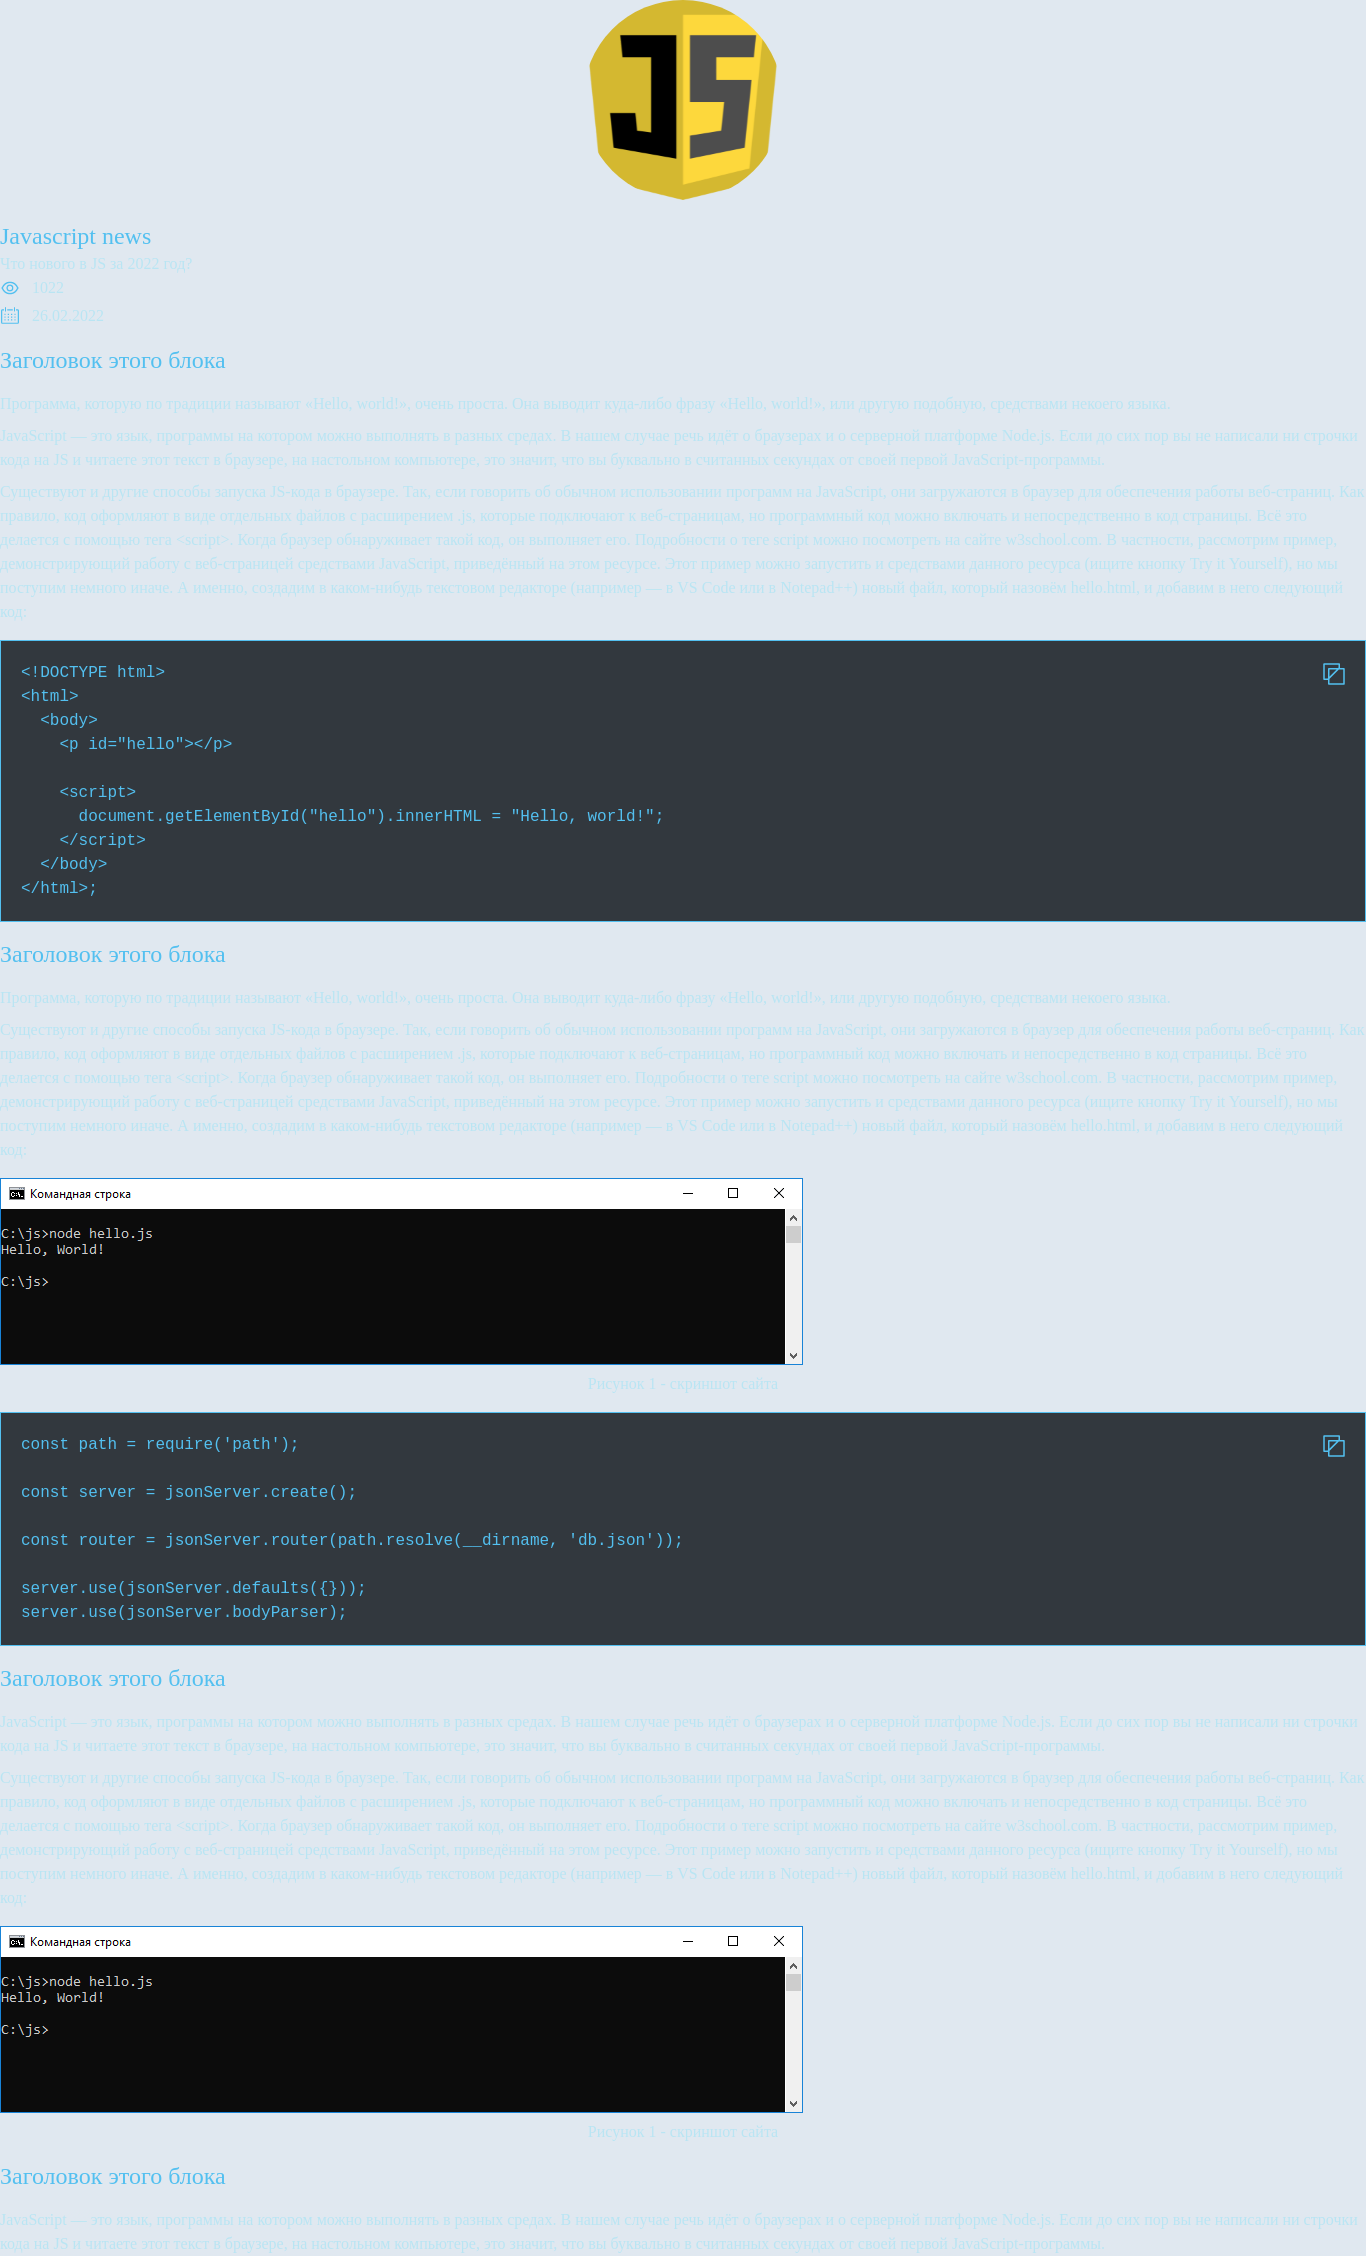 JS
Javascript news
Что нового в JS за 2022 год?
1022
26.02.2022
Заголовок этого блока
Программа, которую по традиции называют «Hello, world!», очень проста. Она выводит куда-либо фразу «Hello, world!», или другую подобную, средствами некоего языка.
JavaScript — это язык, программы на котором можно выполнять в разных средах. В нашем случае речь идёт о браузерах и о серверной платформе Node.js. Если до сих пор вы не написали ни строчки
кода на JS и читаете этот текст в браузере, на настольном компьютере, это значит, что вы буквально в считанных секундах от своей первой JavaScript-программы.
Существуют и другие способы запуска JS-кода в браузере. Так, если говорить об обычном использовании программ на JavaScript, они загружаются в браузер для обеспечения работы веб-страниц. Как
правило, код оформляют в виде отдельных файлов с расширением .js, которые подключают к веб-страницам, но программный код можно включать и непосредственно в код страницы. Всё это
делается с помощью тега <script>. Когда браузер обнаруживает такой код, он выполняет его. Подробности о теге script можно посмотреть на сайте w3school.com. В частности, рассмотрим пример,
демонстрирующий работу с веб-страницей средствами JavaScript, приведённый на этом ресурсе. Этот пример можно запустить и средствами данного ресурса (ищите кнопку Try it Yourself), но мы
поступим немного иначе. А именно, создадим в каком-нибудь текстовом редакторе (например — в VS Code или в Notepad++) новый файл, который назовём hello.html, и добавим в него следующий
код:
<!DOCTYPE html>
<html>
  <body>
    <p id="hello"></p>
    <script>
      document.getElementById("hello").innerHTML = "Hello, world!";
    </script>
  </body>
</html>;
Заголовок этого блока
Программа, которую по традиции называют «Hello, world!», очень проста. Она выводит куда-либо фразу «Hello, world!», или другую подобную, средствами некоего языка.
Существуют и другие способы запуска JS-кода в браузере. Так, если говорить об обычном использовании программ на JavaScript, они загружаются в браузер для обеспечения работы веб-страниц. Как
правило, код оформляют в виде отдельных файлов с расширением .js, которые подключают к веб-страницам, но программный код можно включать и непосредственно в код страницы. Всё это
делается с помощью тега <script>. Когда браузер обнаруживает такой код, он выполняет его. Подробности о теге script можно посмотреть на сайте w3school.com. В частности, рассмотрим пример,
демонстрирующий работу с веб-страницей средствами JavaScript, приведённый на этом ресурсе. Этот пример можно запустить и средствами данного ресурса (ищите кнопку Try it Yourself), но мы
поступим немного иначе. А именно, создадим в каком-нибудь текстовом редакторе (например — в VS Code или в Notepad++) новый файл, который назовём hello.html, и добавим в него следующий
код:
Командная строка
C:\js>node hello.js
Hello, World!
C:\js>
Рисунок 1 - скриншот сайта
const path = require('path');
const server = jsonServer.create();
const router = jsonServer.router(path.resolve(__dirname, 'db.json'));
server.use(jsonServer.defaults({}));
server.use(jsonServer.bodyParser);
Заголовок этого блока
JavaScript — это язык, программы на котором можно выполнять в разных средах. В нашем случае речь идёт о браузерах и о серверной платформе Node.js. Если до сих пор вы не написали ни строчки
кода на JS и читаете этот текст в браузере, на настольном компьютере, это значит, что вы буквально в считанных секундах от своей первой JavaScript-программы.
Существуют и другие способы запуска JS-кода в браузере. Так, если говорить об обычном использовании программ на JavaScript, они загружаются в браузер для обеспечения работы веб-страниц. Как
правило, код оформляют в виде отдельных файлов с расширением .js, которые подключают к веб-страницам, но программный код можно включать и непосредственно в код страницы. Всё это
делается с помощью тега <script>. Когда браузер обнаруживает такой код, он выполняет его. Подробности о теге script можно посмотреть на сайте w3school.com. В частности, рассмотрим пример,
демонстрирующий работу с веб-страницей средствами JavaScript, приведённый на этом ресурсе. Этот пример можно запустить и средствами данного ресурса (ищите кнопку Try it Yourself), но мы
поступим немного иначе. А именно, создадим в каком-нибудь текстовом редакторе (например — в VS Code или в Notepad++) новый файл, который назовём hello.html, и добавим в него следующий
код:
Командная строка
C:\js>node hello.js
Hello, World!
C:\js>
Рисунок 1 - скриншот сайта
Заголовок этого блока
JavaScript — это язык, программы на котором можно выполнять в разных средах. В нашем случае речь идёт о браузерах и о серверной платформе Node.js. Если до сих пор вы не написали ни строчки
кода на JS и читаете этот текст в браузере, на настольном компьютере, это значит, что вы буквально в считанных секундах от своей первой JavaScript-программы.